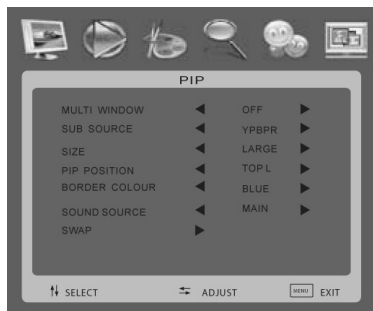 PIP
MULTI WINDOW OFF
SUB SOURCE YPBPR
SIZE LARGE
PIP POSITION TOP L
BORDER COLOUR BLUE
SOUND SOURCE MAIN
SWAP
SELECT ADJUST MENU EXIT